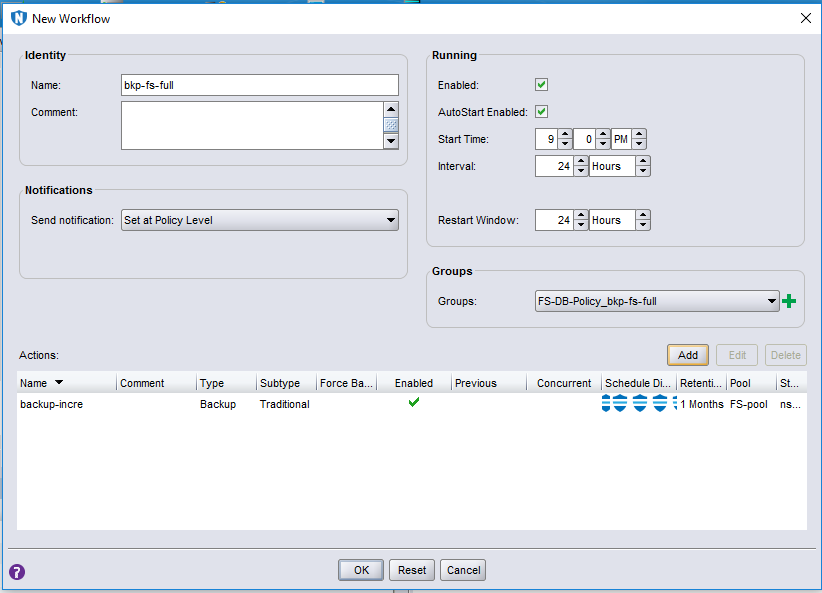 New Workflow
Identity
Name: bkp-fs-full
Comment:
Notifications
Send notification: Set at Policy Level
Running
Enabled:
AutoStart Enabled:
Start Time: 9 0 PM
Interval: 24 Hours
Restart Window: 24 Hours
Groups
Groups: FS-DB-Policy_bkp-fs-full
Actions: Add Edit Delete
Name Comment Type Subtype Force Ba... Enabled Previous Concurrent Schedule Di... Retenti... Pool St...
backup-incre Backup Traditional 1 Months FS-pool ns...
OK Reset Cancel